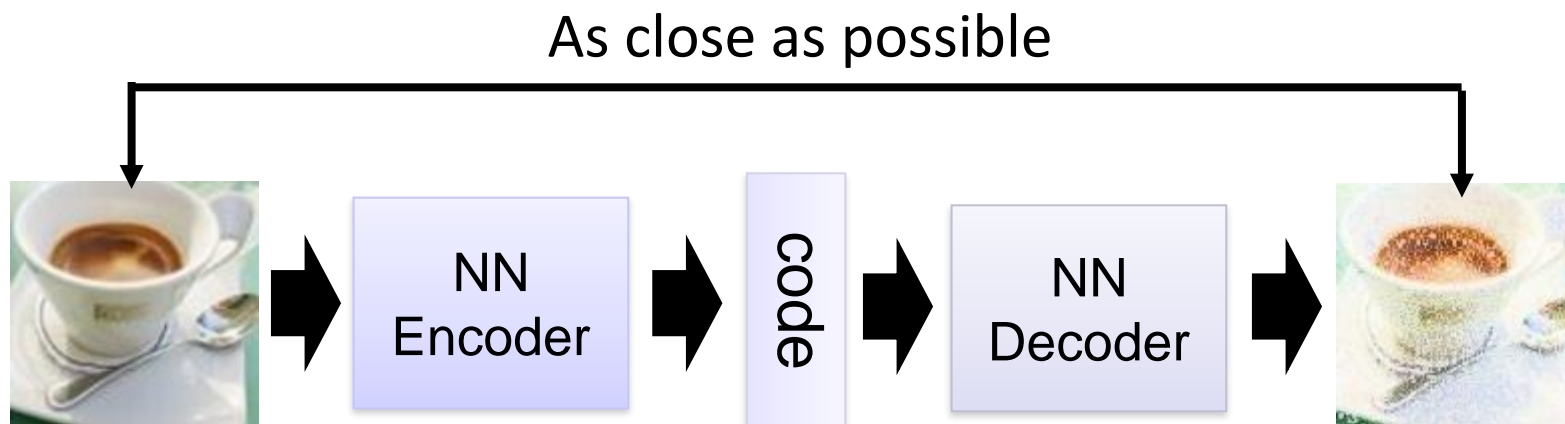 As close as possible
NN
Encoder
code
NN
Decoder